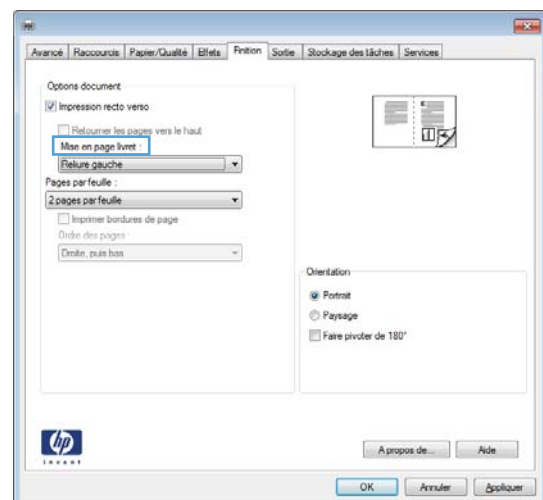 Avancé Raccourcis Papier/Qualité Effets Finition Sortie Stockage des tâches Services
Options document
Impression recto verso
Retourner les pages vers le haut
Mise en page livret :
Reliure gauche
Pages par feuille :
2 pages par feuille
Imprimer bordures de page
Ordre des pages :
Droite, puis bas
Orientation
Portrait
Paysage
Faire pivoter de 180°
hp
invent
A propos de... Aide
OK Annuler Appliquer